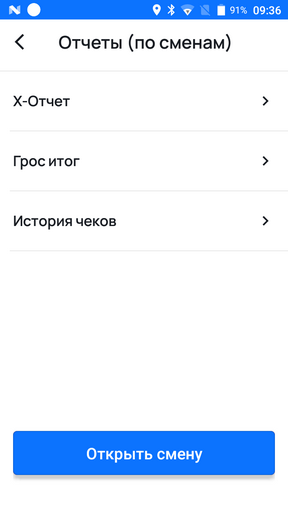 91% 09:36
Отчеты (по сменам)
X-Отчет
Грос итог
История чеков
Открыть смену